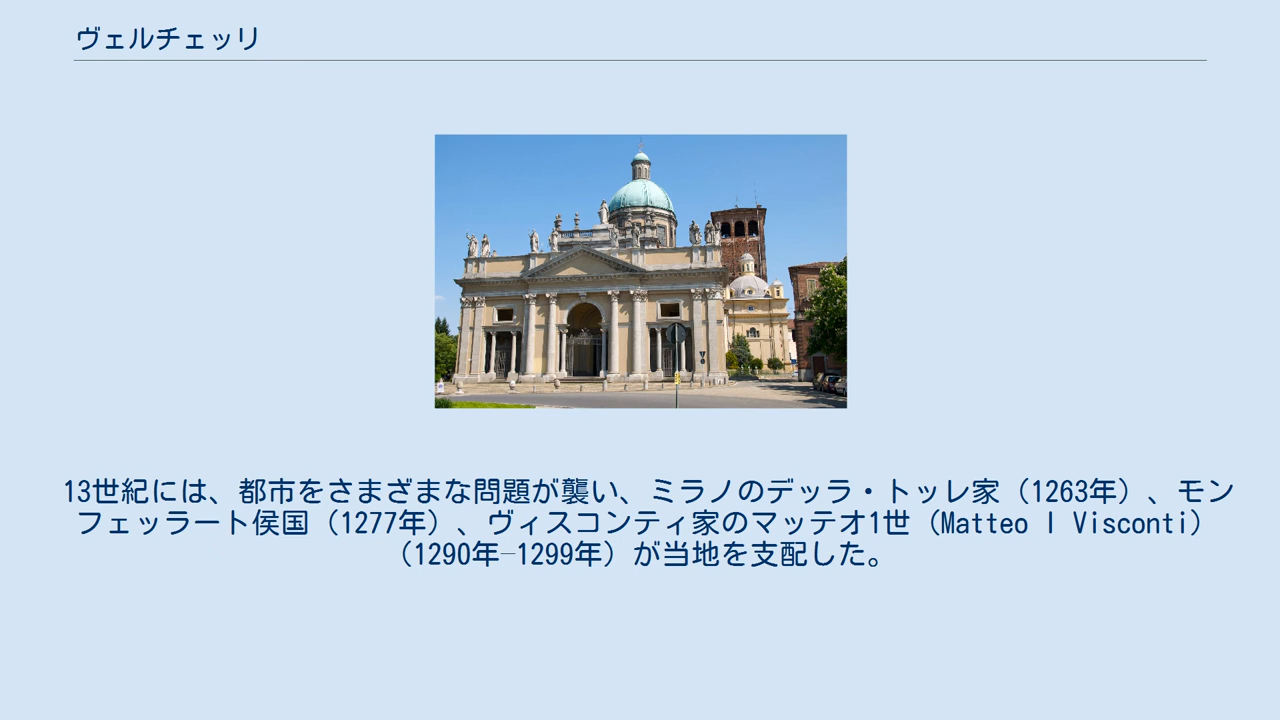 ヴェルチェッリ
13世紀には、都市をさまざまな問題が襲い、ミラノのデッラ・トッレ家（1263年）、モン
フェッラート侯国（1277年）、ヴィスコンティ家のマッテオ1世（Matteo I Visconti）
（1290年–1299年）が当地を支配した。